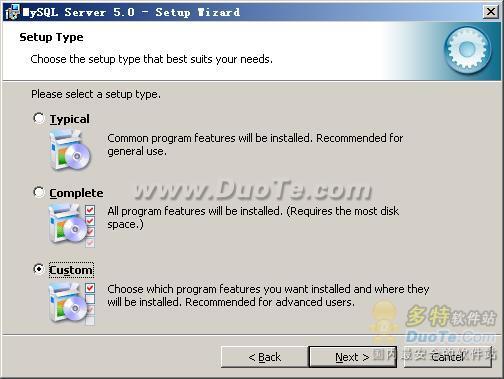 MySQL Server 5.0 - Setup Wizard
Setup Type
Choose the setup type that best suits your needs.
Please select a setup type.
Typical
Common program features will be installed. Recommended for
general use.
www.DuoTe.com
Complete
All program features will be installed. (Requires the most disk
space.)
Custom
Choose which program features you want installed and where they
will be installed. Recommended for advanced users.
多特软件站
DuoTe.com
国内最安全的软件站
< Back
Next >
Cancel